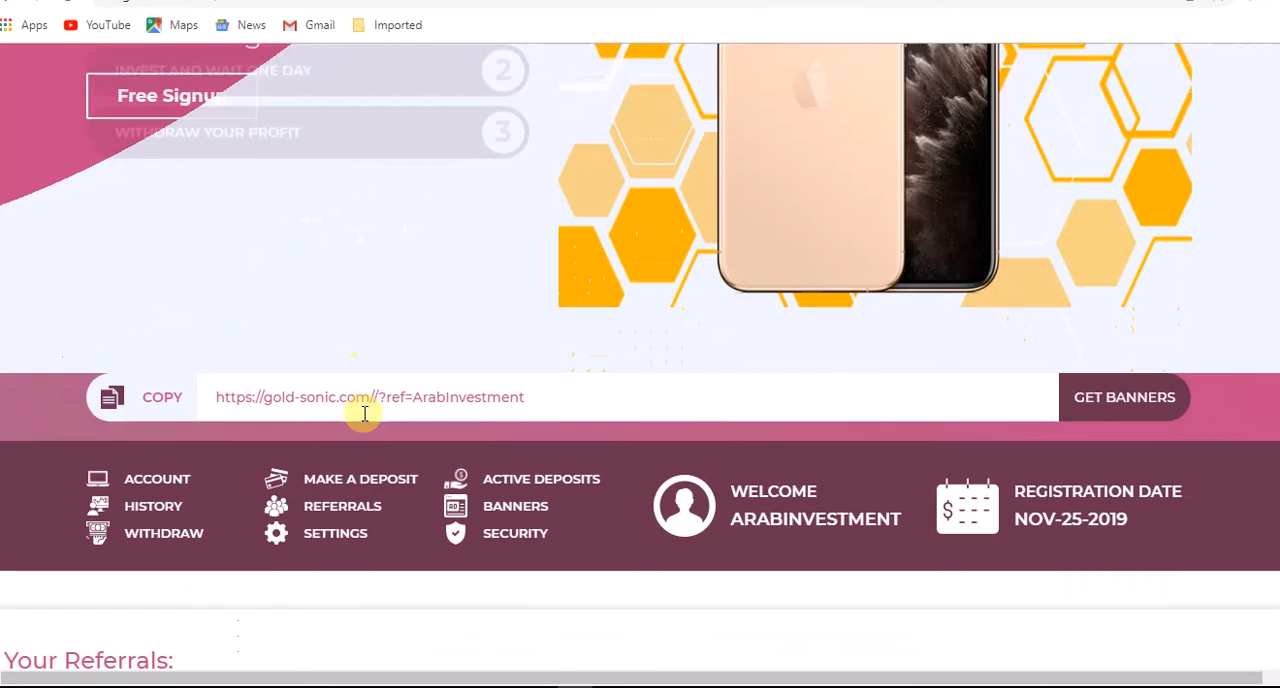 Apps YouTube Maps News Gmail Imported
INVEST AND WAIT ONE DAY 2
Free Signup
WITHDRAW YOUR PROFIT 3
COPY https://gold-sonic.com//?ref=ArabInvestment GET BANNERS
ACCOUNT MAKE A DEPOSIT ACTIVE DEPOSITS
HISTORY REFERRALS BANNERS
WITHDRAW SETTINGS SECURITY
WELCOME
ARABINVESTMENT
REGISTRATION DATE
NOV-25-2019
Your Referrals: